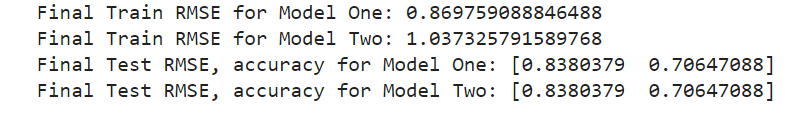 Final Train RMSE for Model One: 0.869759088846488
Final Train RMSE for Model Two: 1.037325791589768
Final Test RMSE, accuracy for Model One: [0.8380379  0.70647088]
Final Test RMSE, accuracy for Model Two: [0.8380379  0.70647088]